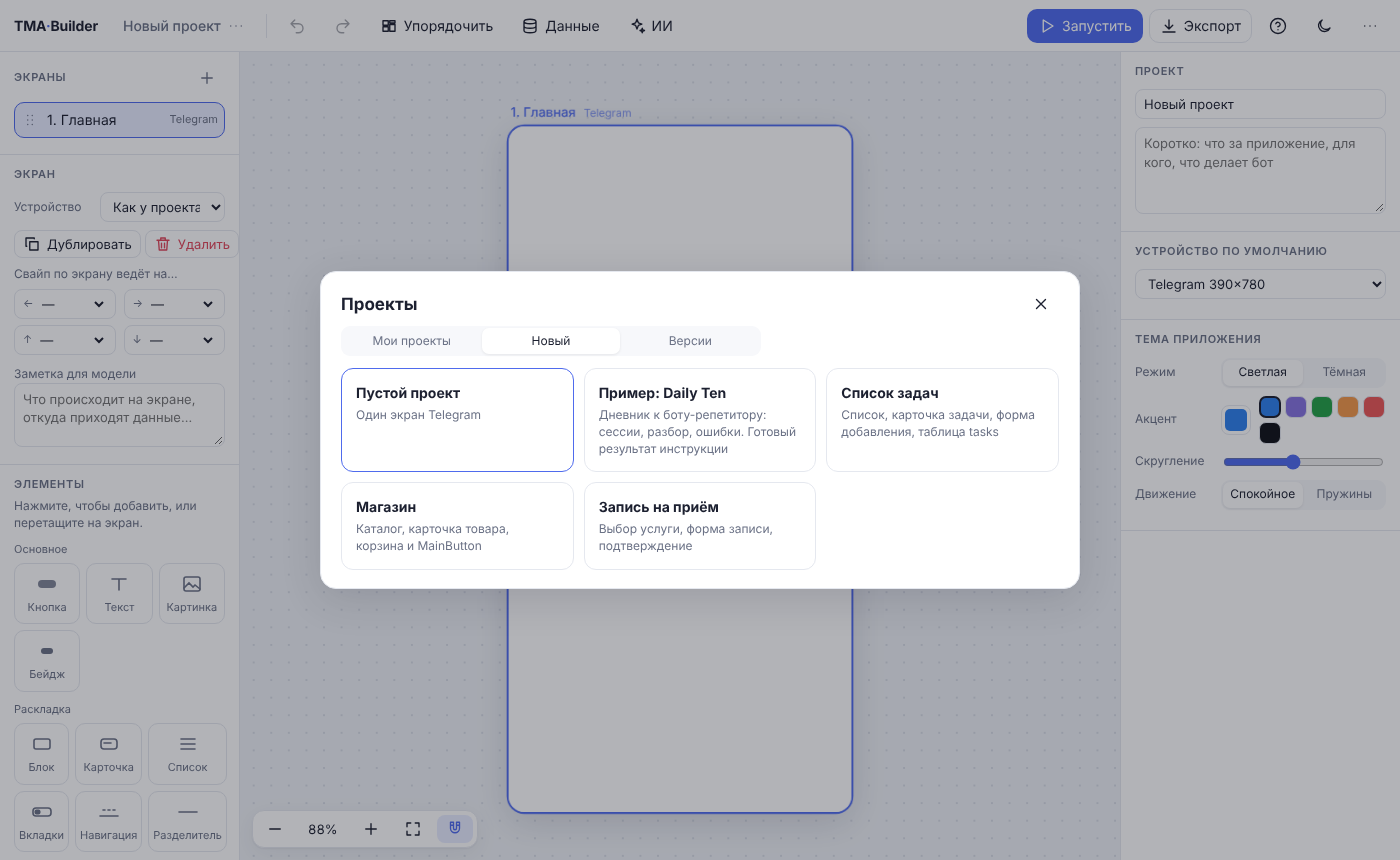 TMA·Builder
Новый проект
Упорядочить
Данные
ИИ
Запустить
Экспорт
ЭКРАНЫ
1. Главная
Telegram
ЭКРАН
Устройство
Как у проекта
Дублировать
Удалить
Свайп по экрану ведёт на...
← —
→ —
↑ —
↓ —
Заметка для модели
Что происходит на экране,
откуда приходят данные...
ЭЛЕМЕНТЫ
Нажмите, чтобы добавить, или
перетащите на экран.
Основное
Кнопка
Текст
Картинка
Бейдж
Раскладка
Блок
Карточка
Список
Вкладки
Навигация
Разделитель
1. Главная Telegram
Проекты
Мои проекты
Новый
Версии
Пустой проект
Один экран Telegram
Пример: Daily Ten
Дневник к боту-репетитору:
сессии, разбор, ошибки. Готовый
результат инструкции
Список задач
Список, карточка задачи, форма
добавления, таблица tasks
Магазин
Каталог, карточка товара,
корзина и MainButton
Запись на приём
Выбор услуги, форма записи,
подтверждение
88%
ПРОЕКТ
Новый проект
Коротко: что за приложение, для
кого, что делает бот
УСТРОЙСТВО ПО УМОЛЧАНИЮ
Telegram 390×780
ТЕМА ПРИЛОЖЕНИЯ
Режим
Светлая
Тёмная
Акцент
Скругление
Движение
Спокойное
Пружины